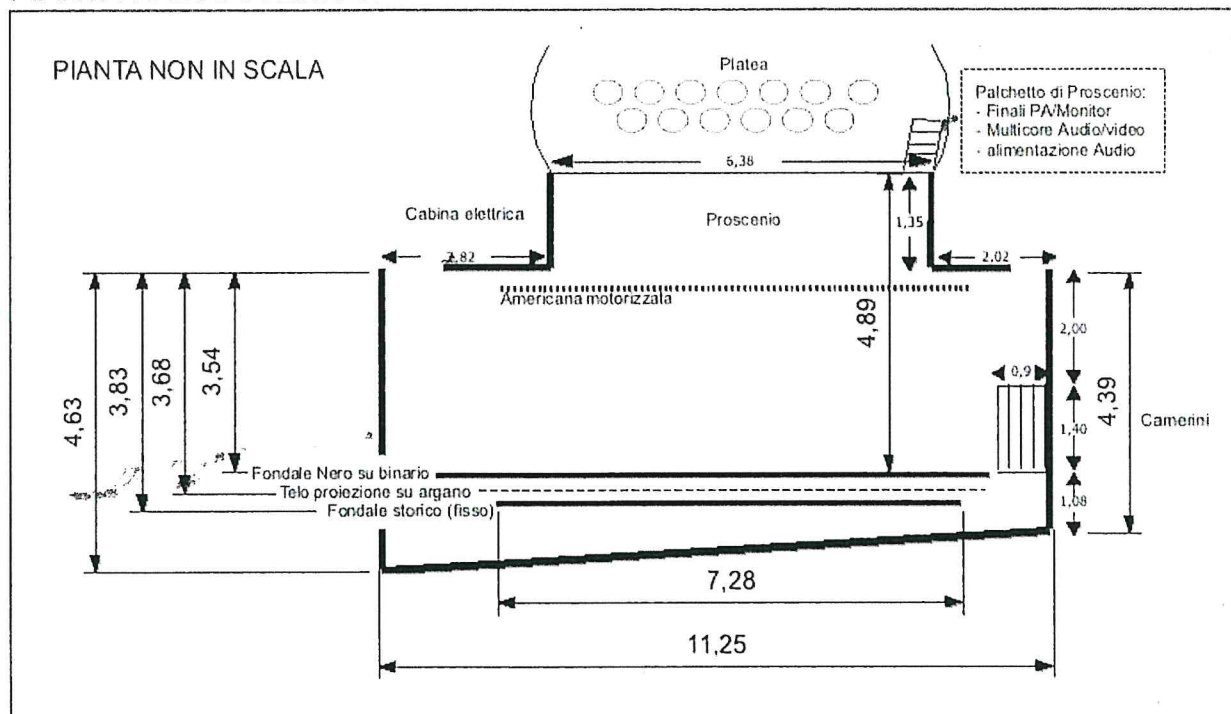 PIANTA NON IN SCALA
Platea
Palchetto di Proscenio:
- Finali PA/Monitor
- Multicore Audio/video
- alimentazione Audio
6,38
Cabina elettrica
Proscenio
1,35
2,82
2,02
Americana motorizzata
4,89
2,00
4,63
3,83
3,68
3,54
0,9
4,39
Camerini
1,40
Fondale Nero su binario
Telo proiezione su argano
Fondale storico (fisso)
1,08
7,28
11,25